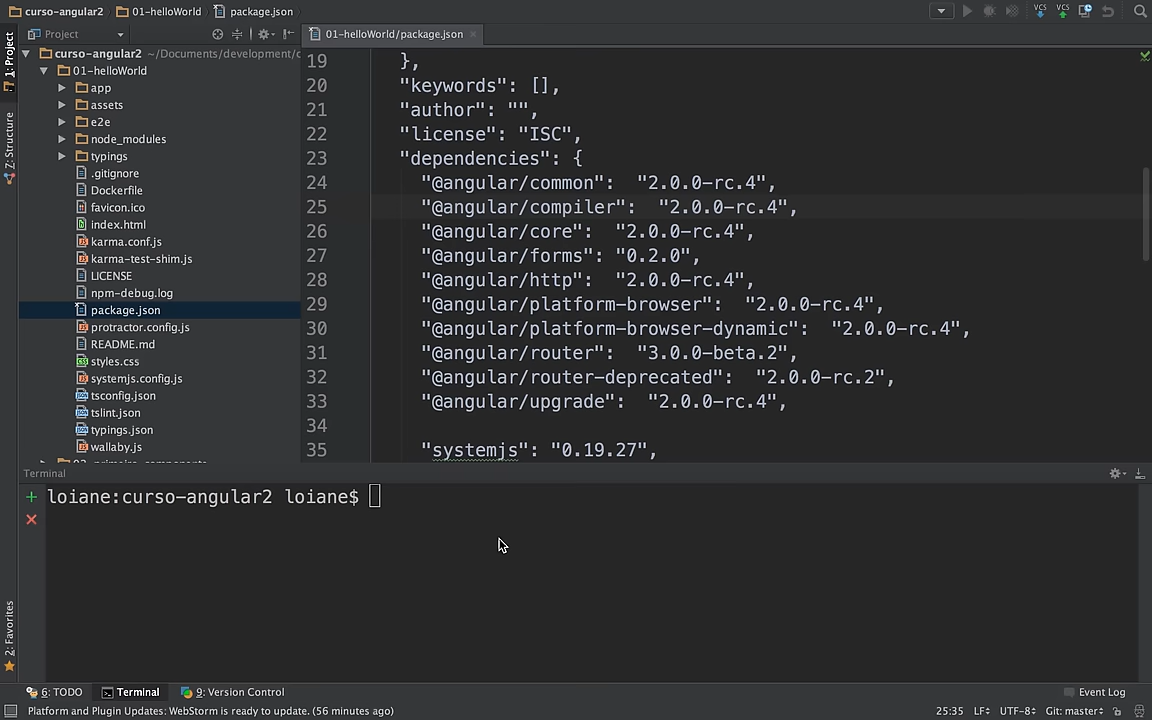 curso-angular2 01-helloWorld package.json
1: Project
Project
01-helloWorld/package.json
curso-angular2 ~/Documents/development/c
01-helloWorld
app
assets
e2e
node_modules
typings
.gitignore
Dockerfile
favicon.ico
index.html
karma.conf.js
karma-test-shim.js
LICENSE
npm-debug.log
package.json
protractor.config.js
README.md
styles.css
systemjs.config.js
tsconfig.json
tslint.json
typings.json
wallaby.js
7: Structure
2: Favorites
VCS VCS
19 },
20 "keywords": [],
21 "author": "",
22 "license": "ISC",
23 "dependencies": {
24 "@angular/common":  "2.0.0-rc.4",
25 "@angular/compiler":  "2.0.0-rc.4",
26 "@angular/core":  "2.0.0-rc.4",
27 "@angular/forms": "0.2.0",
28 "@angular/http":  "2.0.0-rc.4",
29 "@angular/platform-browser":  "2.0.0-rc.4",
30 "@angular/platform-browser-dynamic":  "2.0.0-rc.4",
31 "@angular/router":  "3.0.0-beta.2",
32 "@angular/router-deprecated":  "2.0.0-rc.2",
33 "@angular/upgrade":  "2.0.0-rc.4",
34
35 "systemjs": "0.19.27",
Terminal
loiane:curso-angular2 loiane$
6: TODO Terminal 9: Version Control Event Log
Platform and Plugin Updates: WebStorm is ready to update. (56 minutes ago) 25:35 LF UTF-8 Git: master